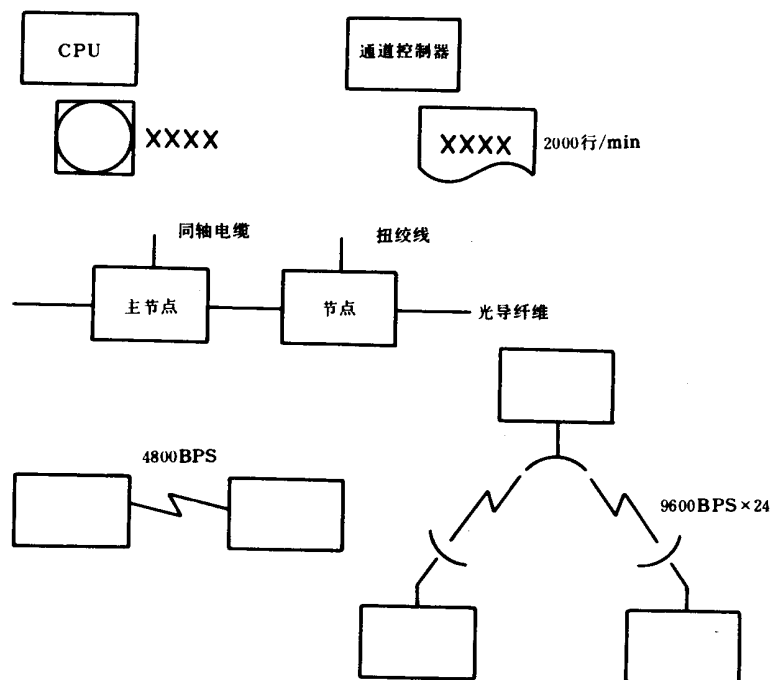 CPU
通道控制器
XXXX
XXXX
2000行/min
同轴电缆
扭绞线
主节点
节点
光导纤维
4800BPS
9600BPS×24